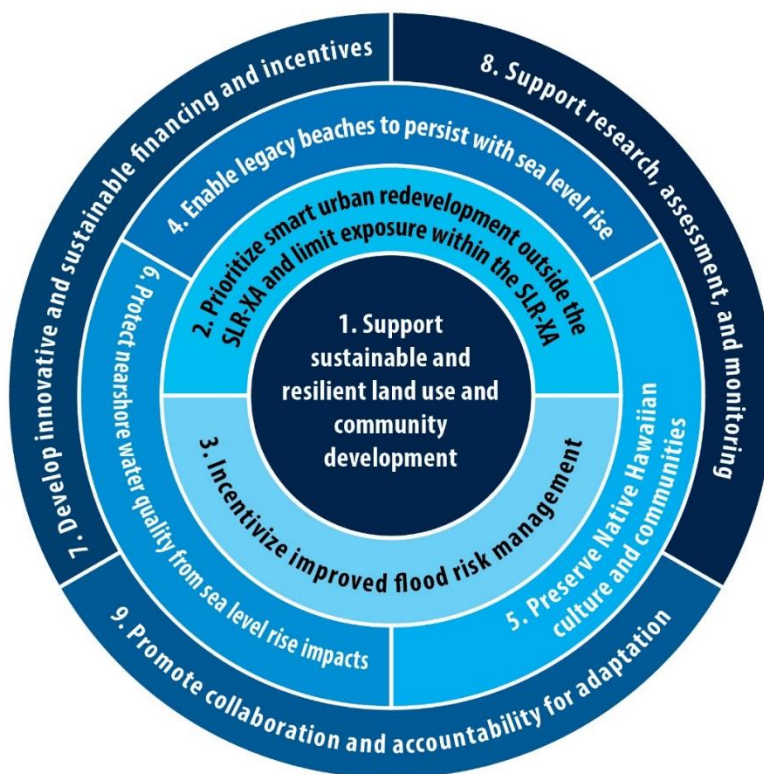 1. Support
sustainable and
resilient land use and
community
development
2. Prioritize smart urban redevelopment outside the
SLR-XA and limit exposure within the SLR-XA
3. Incentivize improved flood risk management
4. Enable legacy beaches to persist with sea level rise
5. Preserve Native Hawaiian
culture and communities
6. Protect nearshore water quality from sea level rise impacts
7. Develop innovative and sustainable financing and incentives
8. Support research, assessment, and monitoring
9. Promote collaboration and accountability for adaptation